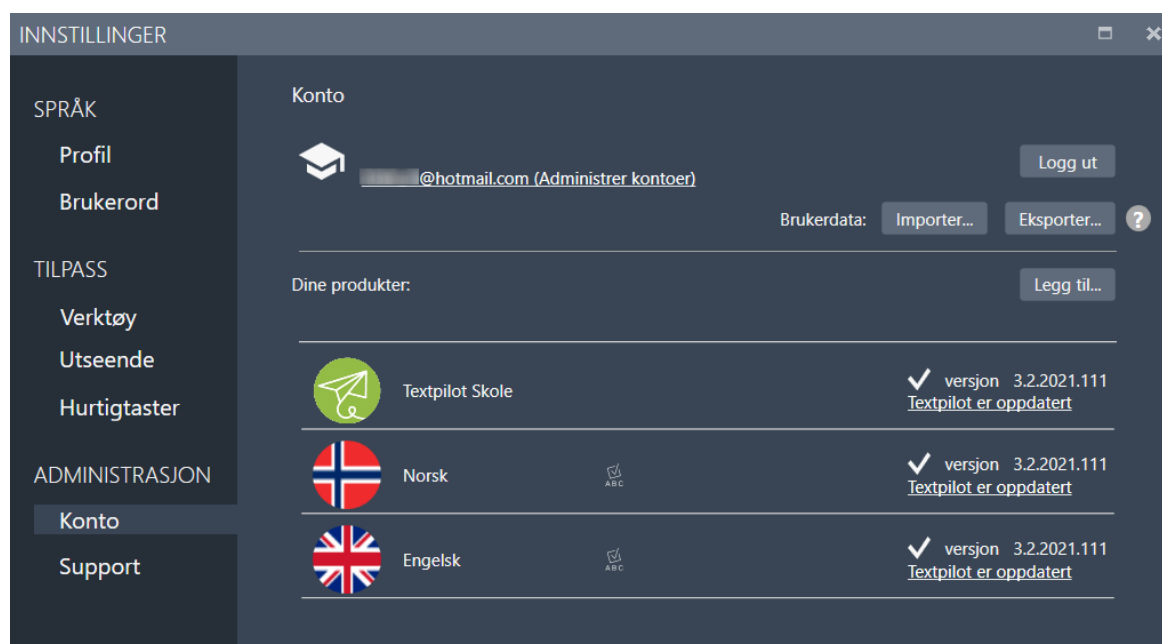 INNSTILLINGER
SPRÅK
Profil
Brukerord
TILPASS
Verktøy
Utseende
Hurtigtaster
ADMINISTRASJON
Konto
Support
Konto
@hotmail.com (Administrer kontoer)
Logg ut
Brukerdata: Importer... Eksporter... ?
Dine produkter: Legg til...
Textpilot Skole versjon 3.2.2021.111
Textpilot er oppdatert
Norsk ABC versjon 3.2.2021.111
Textpilot er oppdatert
Engelsk ABC versjon 3.2.2021.111
Textpilot er oppdatert